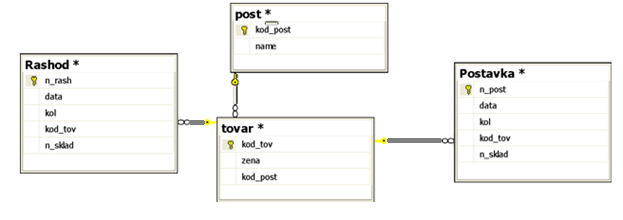 post *
kod_post
name
Rashod *
n_rash
data
kol
kod_tov
n_sklad
tovar *
kod_tov
zena
kod_post
Postavka *
n_post
data
kol
kod_tov
n_sklad